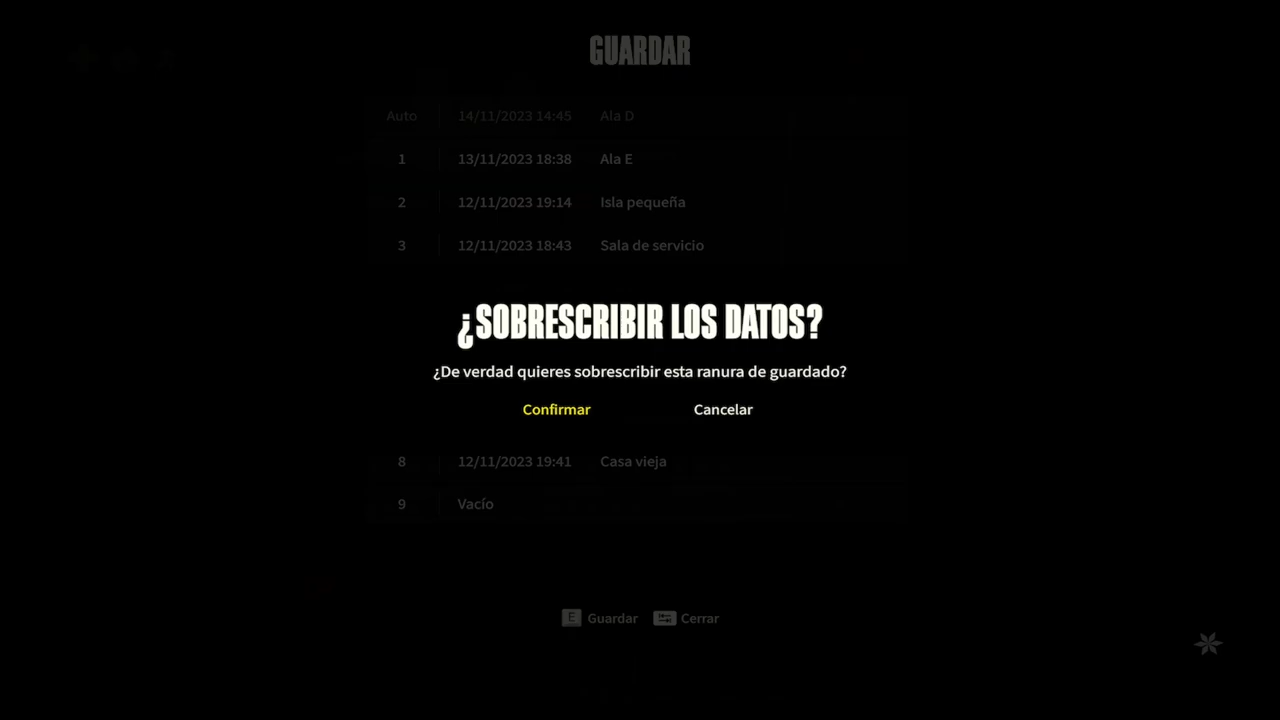 GUARDAR
Auto 14/11/2023 14:45 Ala D
1 13/11/2023 18:38 Ala E
2 12/11/2023 19:14 Isla pequeña
3 12/11/2023 18:43 Sala de servicio
¿SOBRESCRIBIR LOS DATOS?
¿De verdad quieres sobrescribir esta ranura de guardado?
Confirmar Cancelar
8 12/11/2023 19:41 Casa vieja
9 Vacío
E Guardar Cerrar